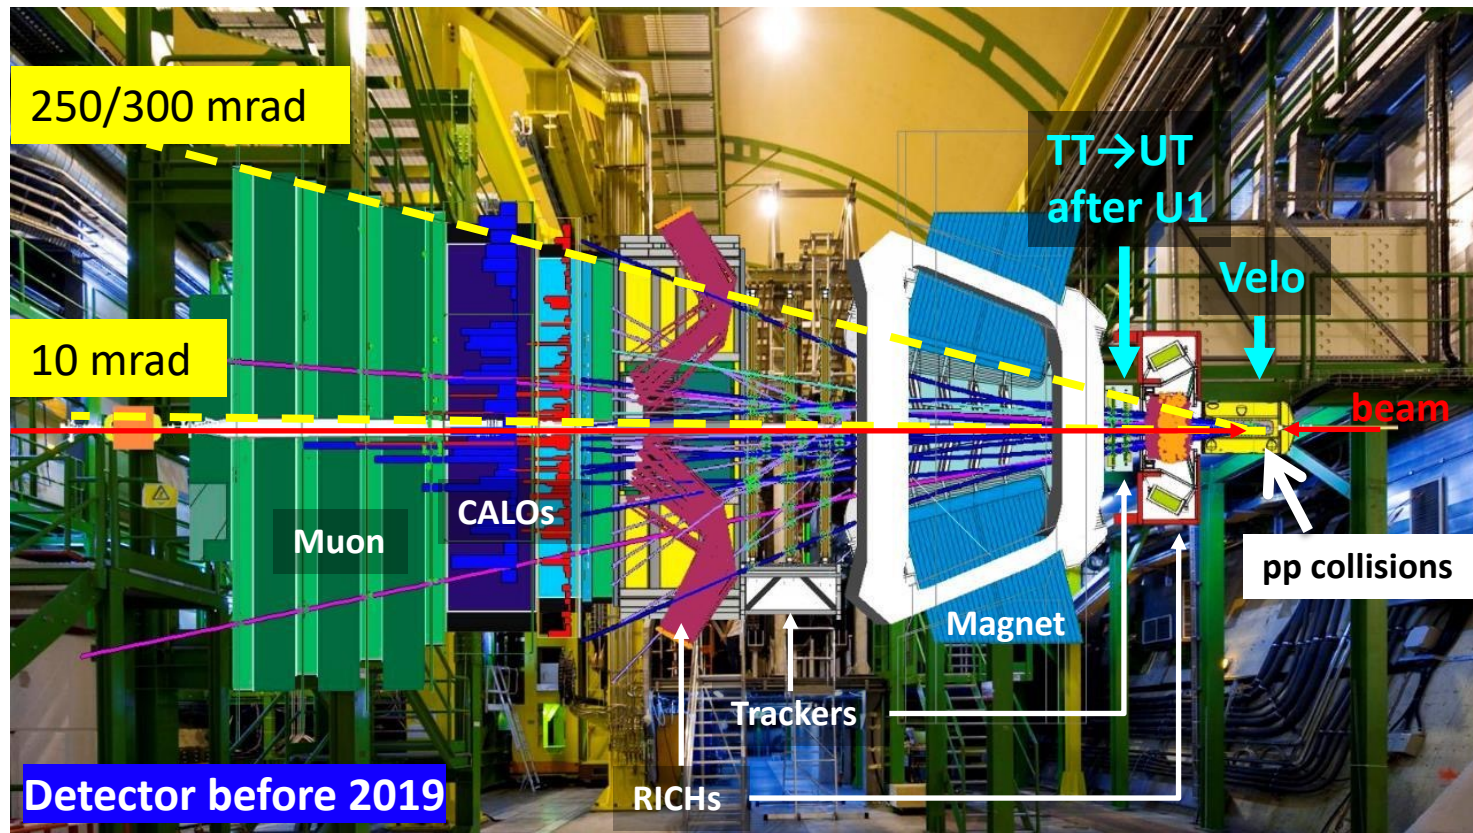 250/300 mrad
TT→UT
after U1
Velo
10 mrad
beam
CALOs
Muon
pp collisions
Magnet
Trackers
Detector before 2019
RICHs